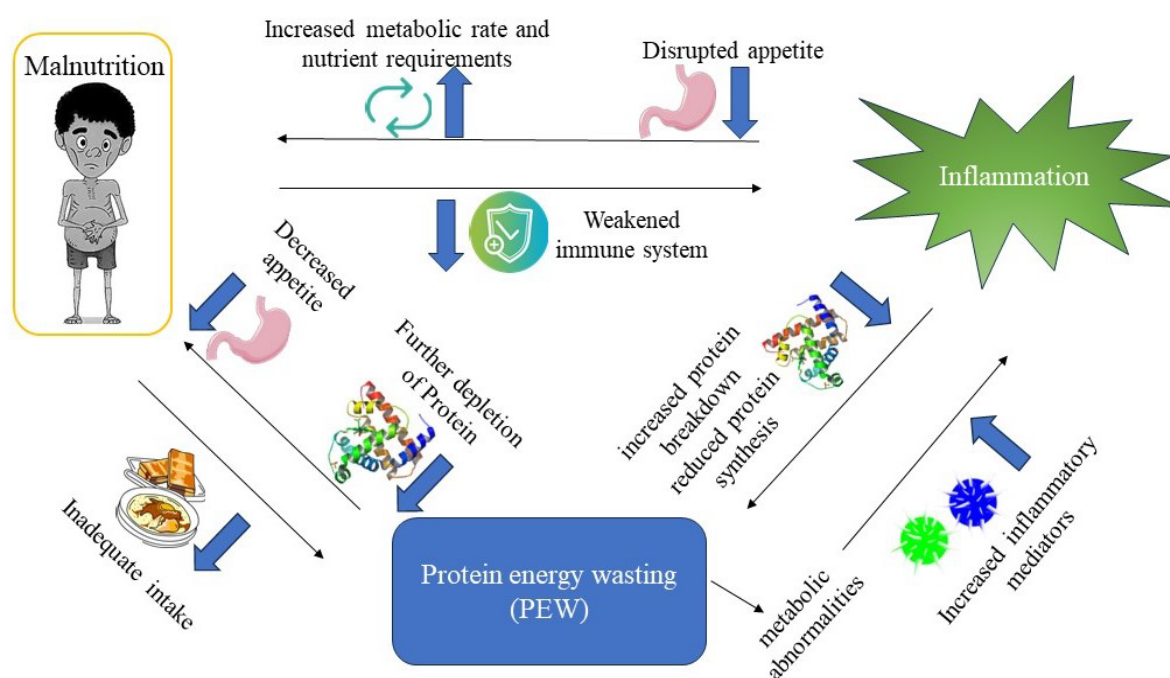 Malnutrition
Increased metabolic rate and
nutrient requirements
Disrupted appetite
Inflammation
Weakened
immune system
Decreased
appetite
Further depletion
of Protein
increased protein
breakdown
reduced protein
synthesis
Inadequate intake
Protein energy wasting
(PEW)
metabolic
abnormalities
Increased inflammatory
mediators